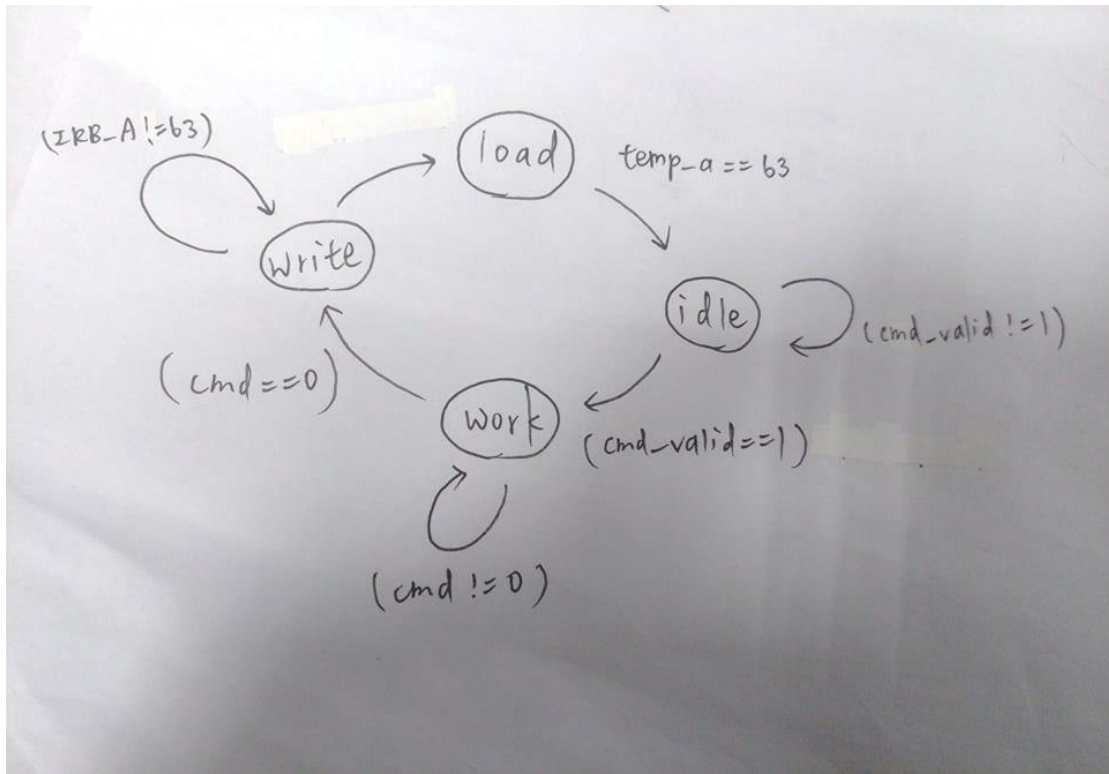 (IRB_A!=63)
load
temp_a==63
write
idle
(cmd_valid!=1)
(cmd==0)
work
(cmd_valid==1)
(cmd!=0)